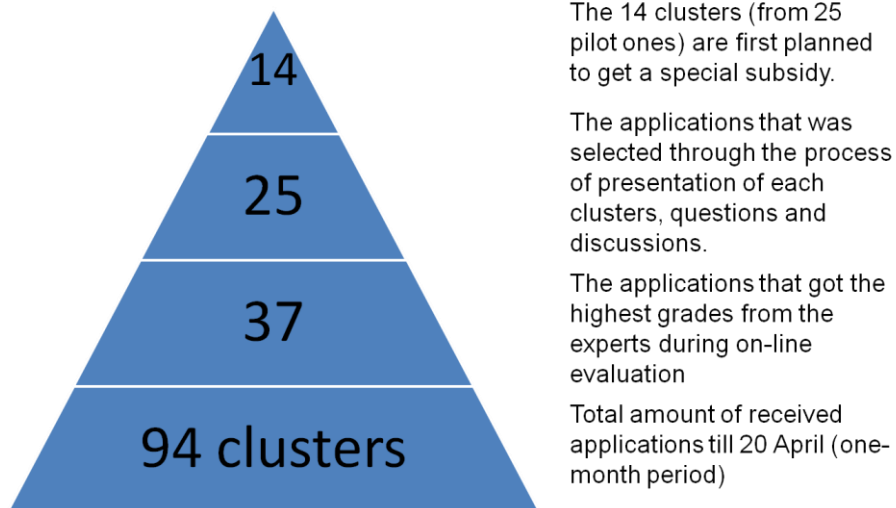 14
The 14 clusters (from 25
pilot ones) are first planned
to get a special subsidy.
25
The applications that was
selected through the process
of presentation of each
clusters, questions and
discussions.
37
The applications that got the
highest grades from the
experts during on-line
evaluation
94 clusters
Total amount of received
applications till 20 April (one-
month period)